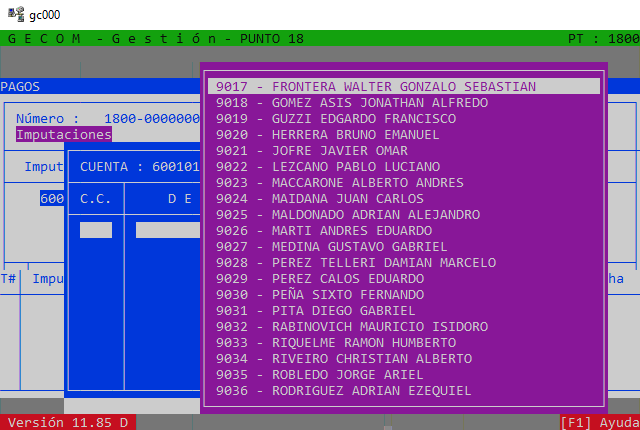 gc000
G E C O M - G e s t i ó n - PUNTO 18 PT : 1800
PAGOS
Número : 1800-0000000
Imputaciones
Imput
CUENTA : 600101
600
C.C. D E
T# Impu ha
9017 - FRONTERA WALTER GONZALO SEBASTIAN
9018 - GOMEZ ASIS JONATHAN ALFREDO
9019 - GUZZI EDGARDO FRANCISCO
9020 - HERRERA BRUNO EMANUEL
9021 - JOFRE JAVIER OMAR
9022 - LEZCANO PABLO LUCIANO
9023 - MACCARONE ALBERTO ANDRES
9024 - MAIDANA JUAN CARLOS
9025 - MALDONADO ADRIAN ALEJANDRO
9026 - MARTI ANDRES EDUARDO
9027 - MEDINA GUSTAVO GABRIEL
9028 - PEREZ TELLERI DAMIAN MARCELO
9029 - PEREZ CALOS EDUARDO
9030 - PEÑA SIXTO FERNANDO
9031 - PITA DIEGO GABRIEL
9032 - RABINOVICH MAURICIO ISIDORO
9033 - RIQUELME RAMON HUMBERTO
9034 - RIVEIRO CHRISTIAN ALBERTO
9035 - ROBLEDO JORGE ARIEL
9036 - RODRIGUEZ ADRIAN EZEQUIEL
Versión 11.85 D [F1] Ayuda